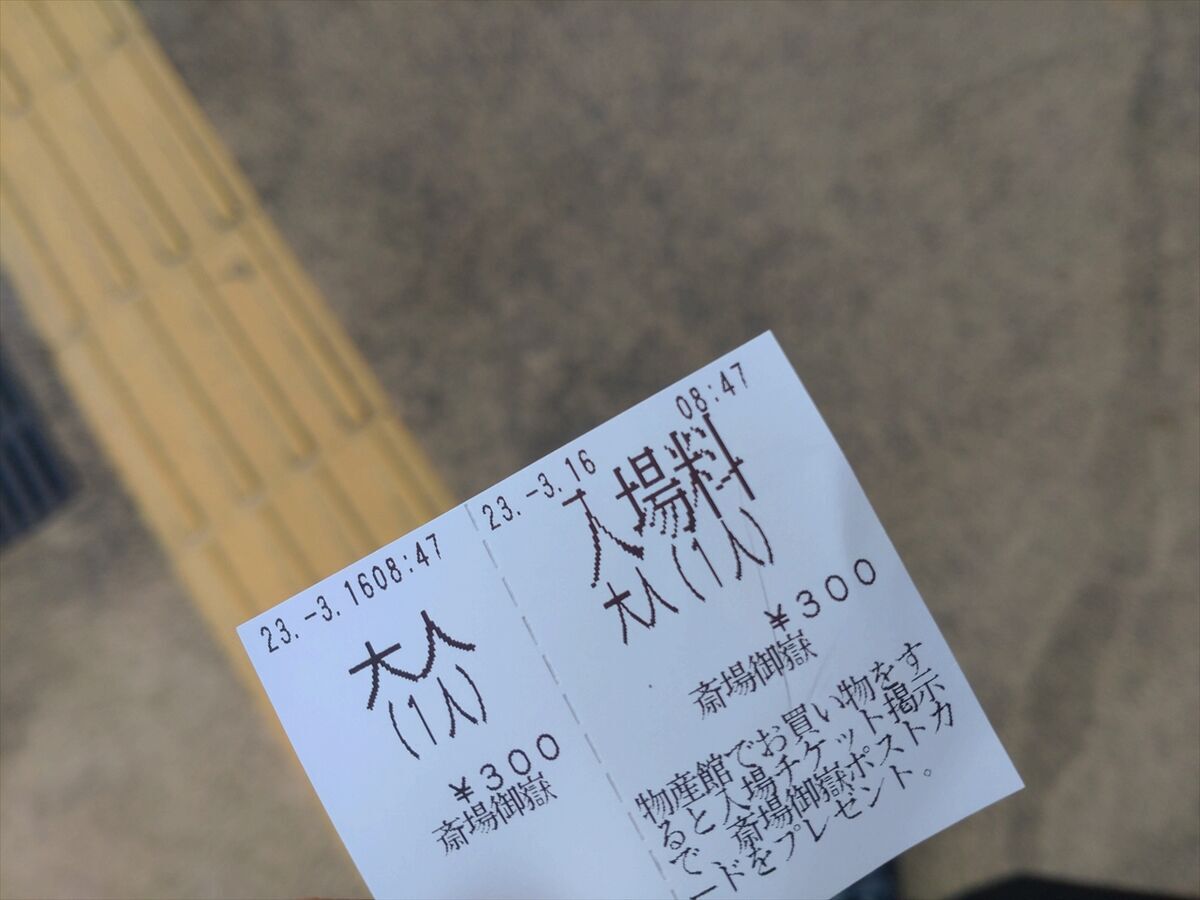 23.-3.1608:47
大人
(1人)
¥300
斎場御嶽
23.-3.16 08:47
入場料
大人(1人)
¥300
斎場御嶽
物産館でお買い物をす
ると入場チケット掲示
で、斎場御嶽ポストカ
ードをプレゼント。